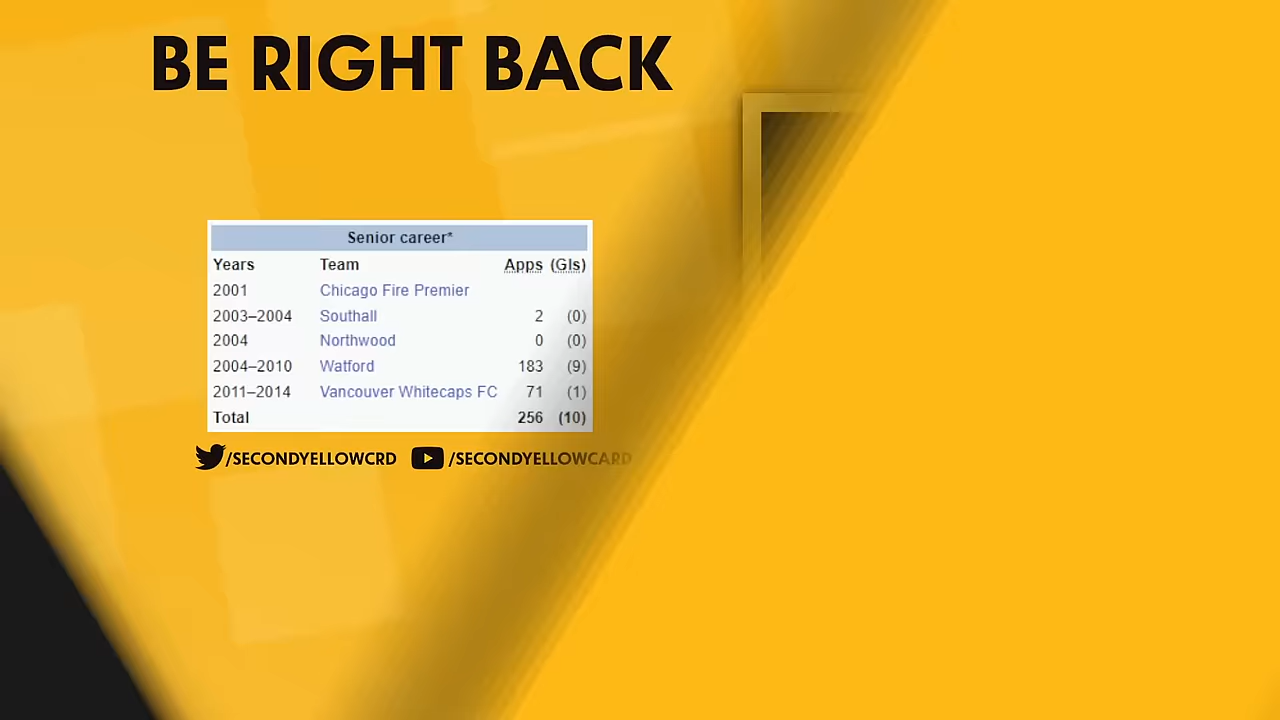 BE RIGHT BACK
Senior career*
Years Team Apps (Gls)
2001 Chicago Fire Premier
2003–2004 Southall 2 (0)
2004 Northwood 0 (0)
2004–2010 Watford 183 (9)
2011–2014 Vancouver Whitecaps FC 71 (1)
Total 256 (10)
/SECONDYELLOWCRD /SECONDYELLOWCARD